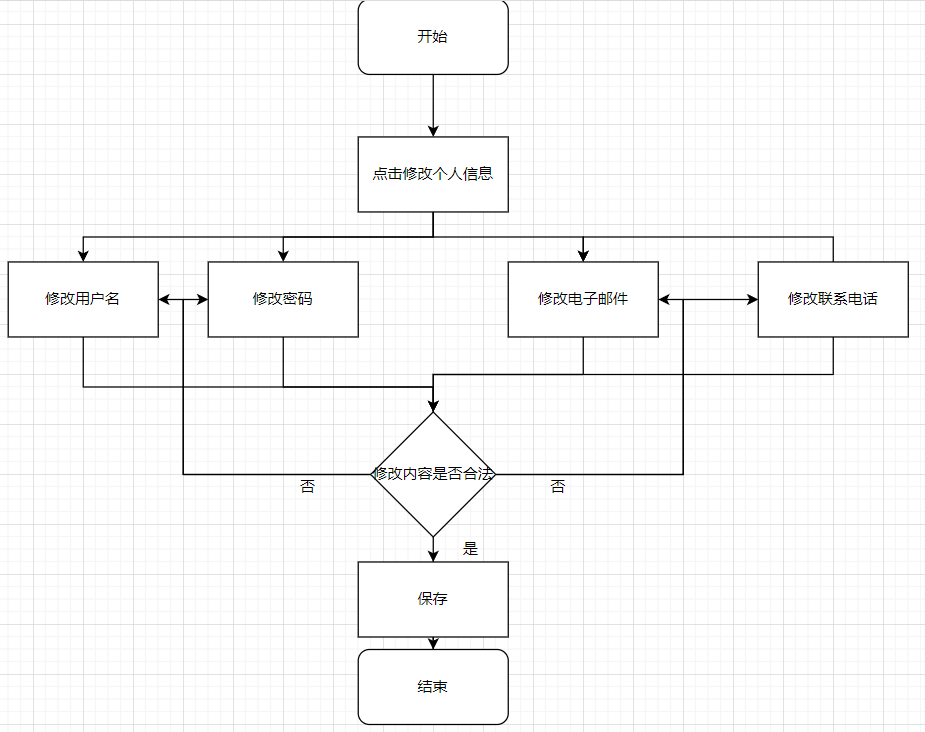 开始
点击修改个人信息
修改用户名
修改密码
修改电子邮件
修改联系电话
修改内容是否合法
否
否
是
保存
结束